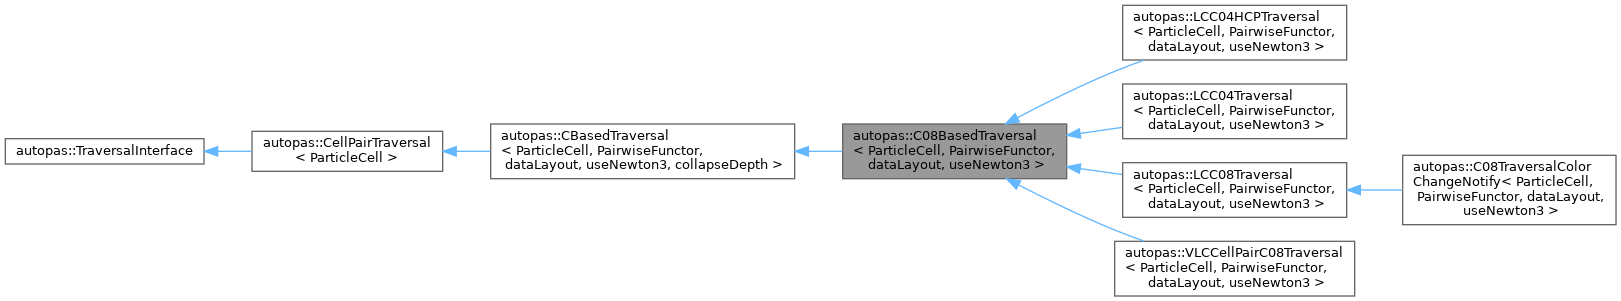 autopas::TraversalInterface
autopas::CellPairTraversal
< ParticleCell >
autopas::CBasedTraversal
< ParticleCell, PairwiseFunctor,
dataLayout, useNewton3, collapseDepth >
autopas::C08BasedTraversal
< ParticleCell, PairwiseFunctor,
dataLayout, useNewton3 >
autopas::LCC04HCPTraversal
< ParticleCell, PairwiseFunctor,
dataLayout, useNewton3 >
autopas::LCC04Traversal
< ParticleCell, PairwiseFunctor,
dataLayout, useNewton3 >
autopas::LCC08Traversal
< ParticleCell, PairwiseFunctor,
dataLayout, useNewton3 >
autopas::C08TraversalColor
ChangeNotify< ParticleCell,
PairwiseFunctor, dataLayout,
useNewton3 >
autopas::VLCCellPairC08Traversal
< ParticleCell, PairwiseFunctor,
dataLayout, useNewton3 >